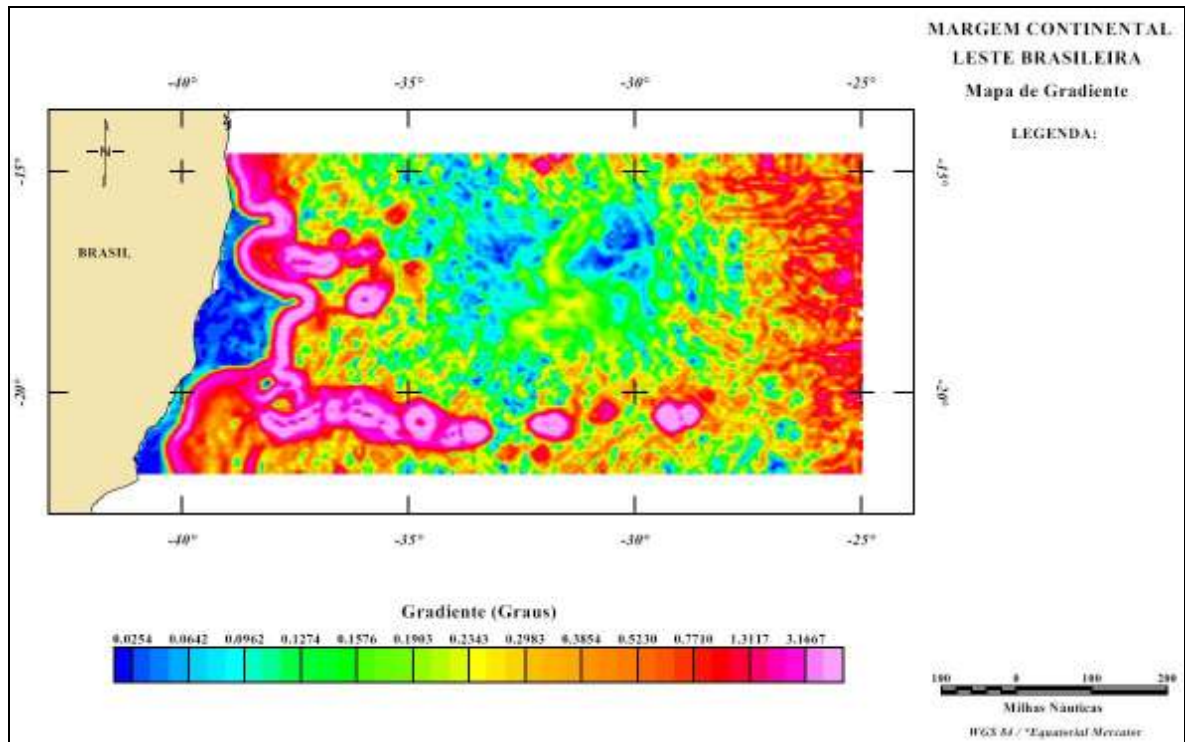 MARGEM CONTINENTAL
LESTE BRASILEIRA
Mapa de Gradiente
LEGENDA:
-40° -35° -30° -25°
N
-15° -15°
BRASIL
-20° -20°
-40° -35° -30° -25°
Gradiente (Graus)
0.0254 0.0642 0.0962 0.1274 0.1576 0.1903 0.2343 0.2983 0.3854 0.5230 0.7710 1.3117 3.1667
100 0 100 200
Milhas Náuticas
WGS 84 / *Equatorial Mercator